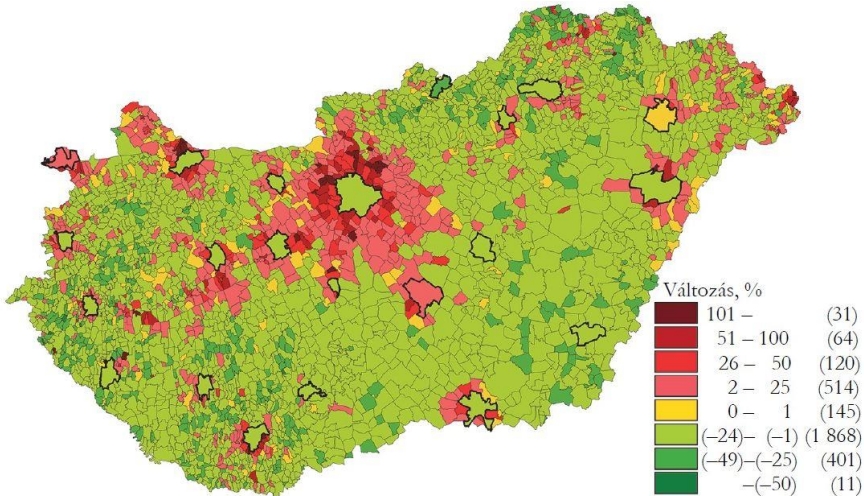 Változás, %
101 – (31)
51 – 100 (64)
26 – 50 (120)
2 – 25 (514)
0 – 1 (145)
(–24)– (–1) (1 868)
(–49)–(–25) (401)
–(–50) (11)